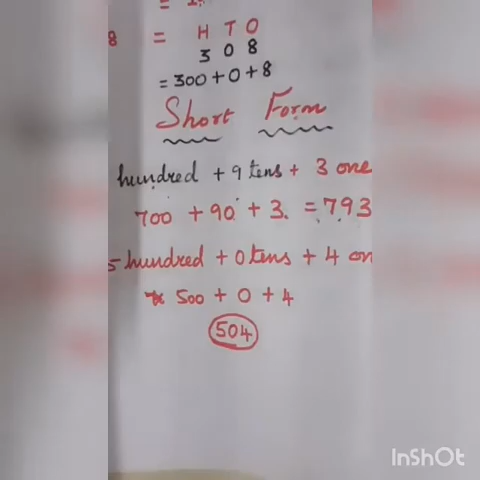 = 1
8 = H T O
3 0 8
= 300 + 0 + 8
Short Form
hundred + 9 tens + 3 one
700 + 90 + 3. = 793
5 hundred + 0 tens + 4 on
500 + 0 + 4
504
InShOt